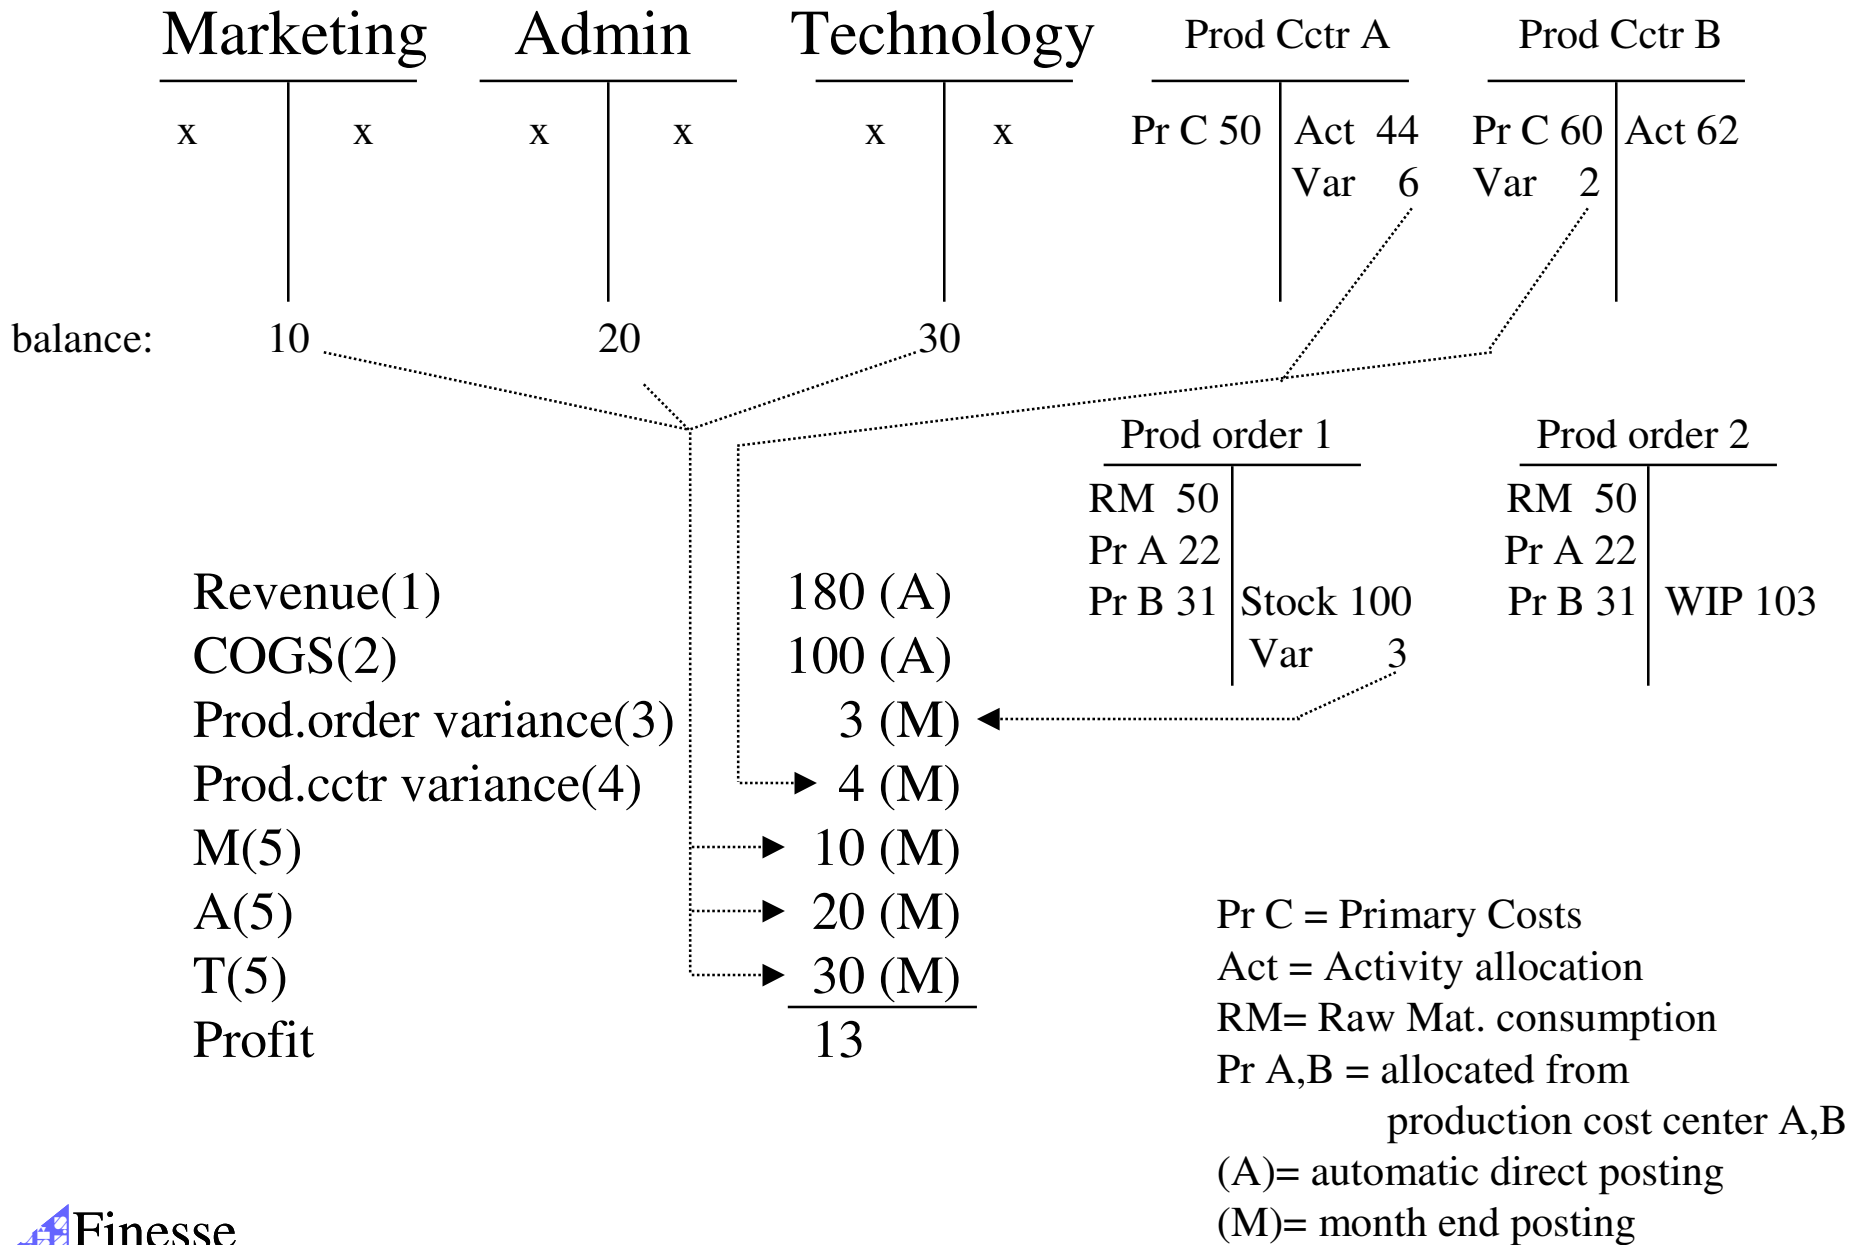 Marketing Admin Technology Prod Cctr A Prod Cctr B
x x x x x x Pr C 50 Act 44 Pr C 60 Act 62
Var 6 Var 2
balance: 10 20 30
Prod order 1 Prod order 2
RM 50 RM 50
Pr A 22 Pr A 22
Pr B 31 Stock 100 Pr B 31 WIP 103
Var 3
Revenue(1) 180 (A)
COGS(2) 100 (A)
Prod.order variance(3) 3 (M)
Prod.cctr variance(4) 4 (M)
M(5) 10 (M)
A(5) 20 (M)
T(5) 30 (M)
Profit 13
Pr C = Primary Costs
Act = Activity allocation
RM= Raw Mat. consumption
Pr A,B = allocated from
production cost center A,B
(A)= automatic direct posting
(M)= month end posting
Finesse